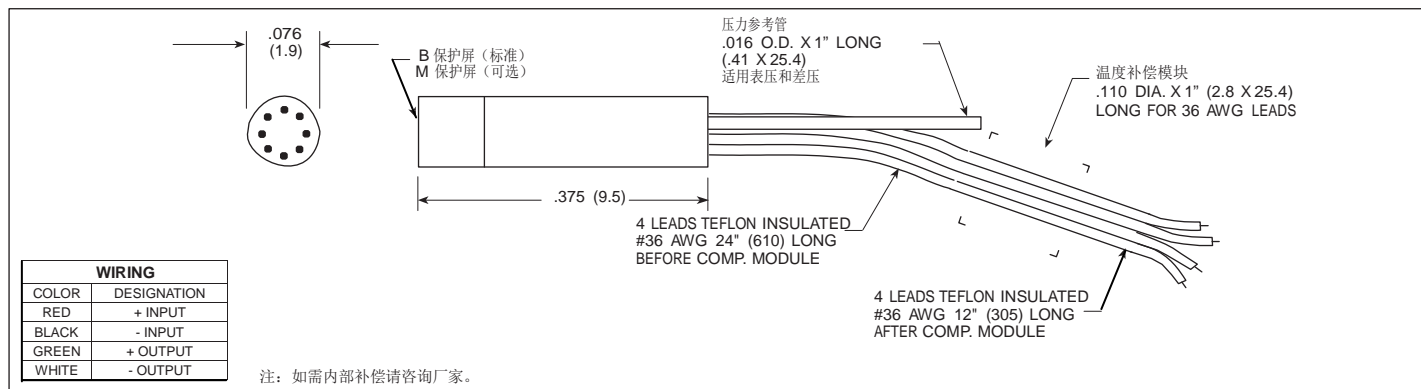 .076
(1.9)
B 保护屏（标准）
M 保护屏（可选）
压力参考管
.016 O.D. X 1” LONG
(.41 X 25.4)
适用表压和差压
温度补偿模块
.110 DIA. X 1” (2.8 X 25.4)
LONG FOR 36 AWG LEADS
.375 (9.5)
4 LEADS TEFLON INSULATED
#36 AWG 24" (610) LONG
BEFORE COMP. MODULE
4 LEADS TEFLON INSULATED
#36 AWG 12" (305) LONG
AFTER COMP. MODULE
WIRING
COLOR DESIGNATION
RED + INPUT
BLACK - INPUT
GREEN + OUTPUT
WHITE - OUTPUT
注：如需内部补偿请咨询厂家。